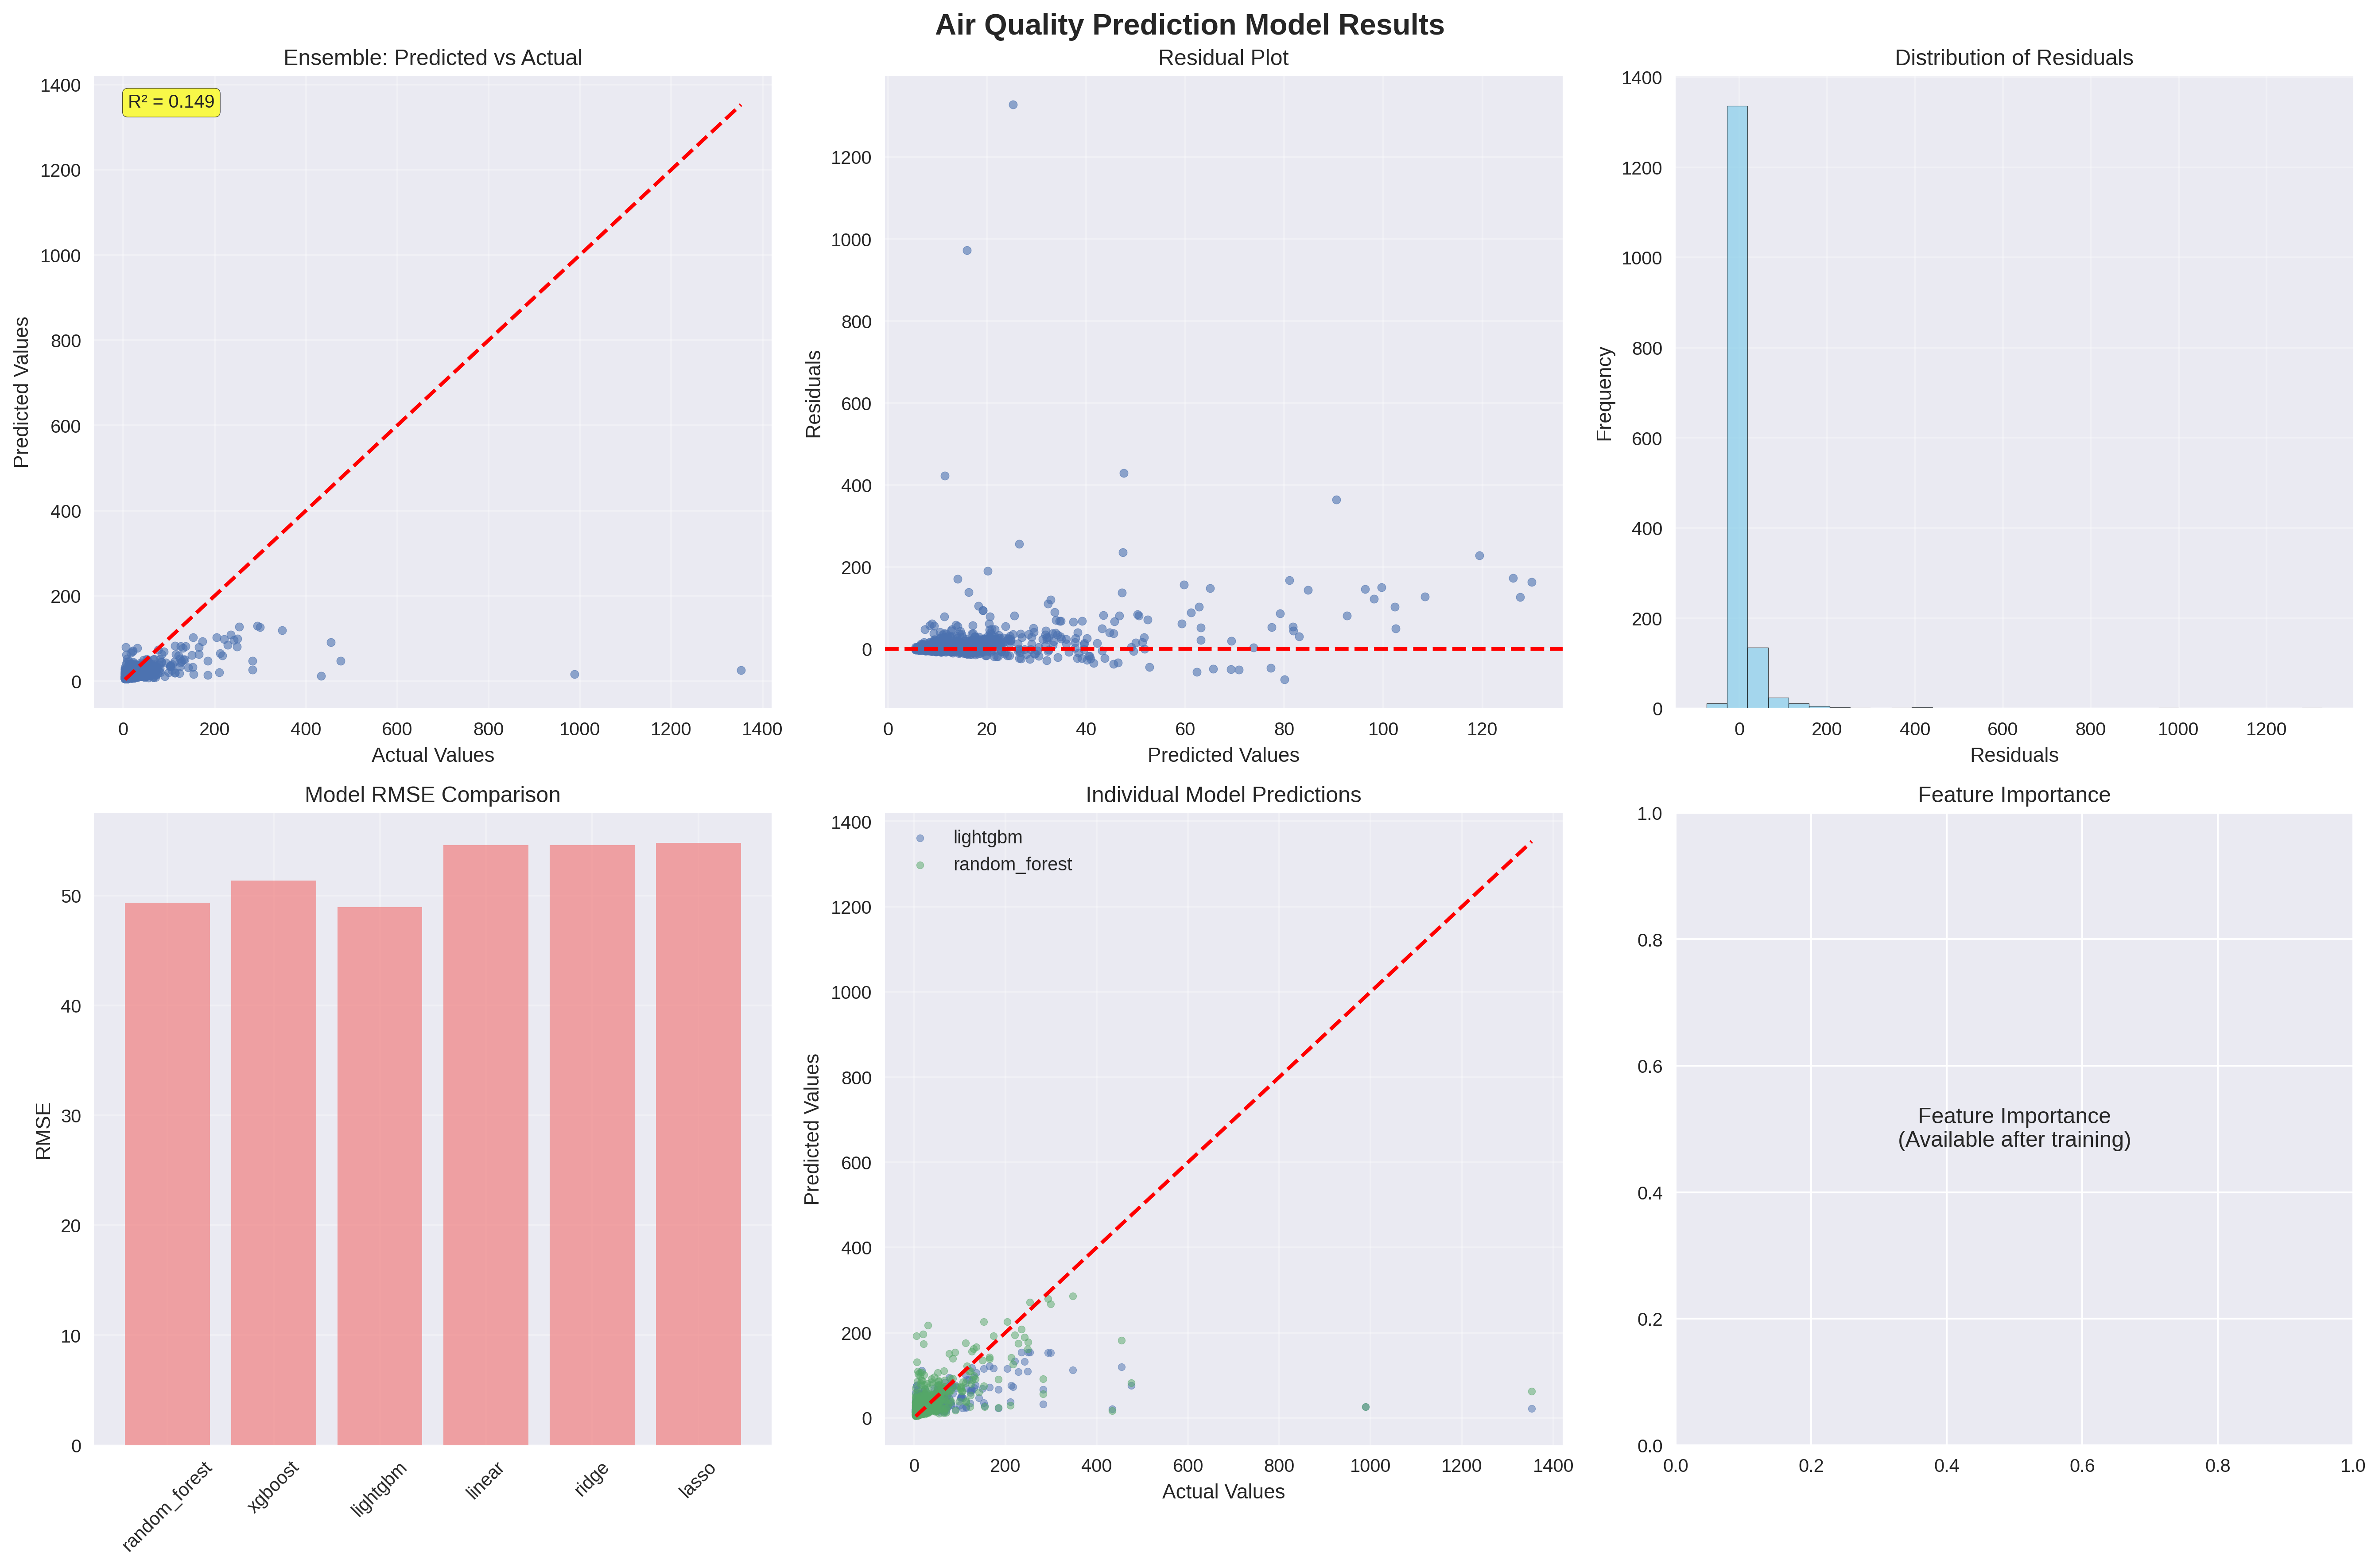 Air Quality Prediction Model Results
Ensemble: Predicted vs Actual
R² = 0.149
1400
1200
1000
800
600
400
200
0
Predicted Values
0 200 400 600 800 1000 1200 1400
Actual Values
Residual Plot
1200
1000
800
600
400
200
0
Residuals
0 20 40 60 80 100 120
Predicted Values
Distribution of Residuals
1400
1200
1000
800
600
400
200
0
Frequency
0 200 400 600 800 1000 1200
Residuals
Model RMSE Comparison
50
40
30
20
10
0
RMSE
random_forest xgboost lightgbm linear ridge lasso
Individual Model Predictions
lightgbm
random_forest
1400
1200
1000
800
600
400
200
0
Predicted Values
0 200 400 600 800 1000 1200 1400
Actual Values
Feature Importance
1.0
0.8
0.6
0.4
0.2
0.0
Feature Importance
(Available after training)
0.0 0.2 0.4 0.6 0.8 1.0